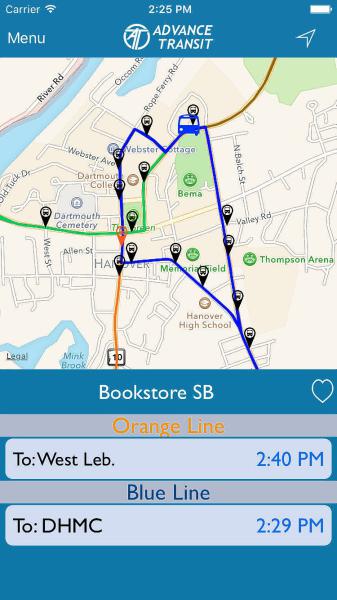 Carrier 2:25 PM
Menu
ADVANCE
TRANSIT
River Rd
Occom Rd
Rope Ferry Rd
Webster Ave
Webster Cottage
N Balch St
Dartmouth
College
Old Tuck Dr
Bema
Dartmouth
Cemetery
The Green
Valley Rd
West St
Allen St
HANOVER
Memorial Field
Thompson Arena
Hanover
High School
Legal
Mink
Brook
10
Bookstore SB
Orange Line
To:West Leb. 2:40 PM
Blue Line
To: DHMC 2:29 PM